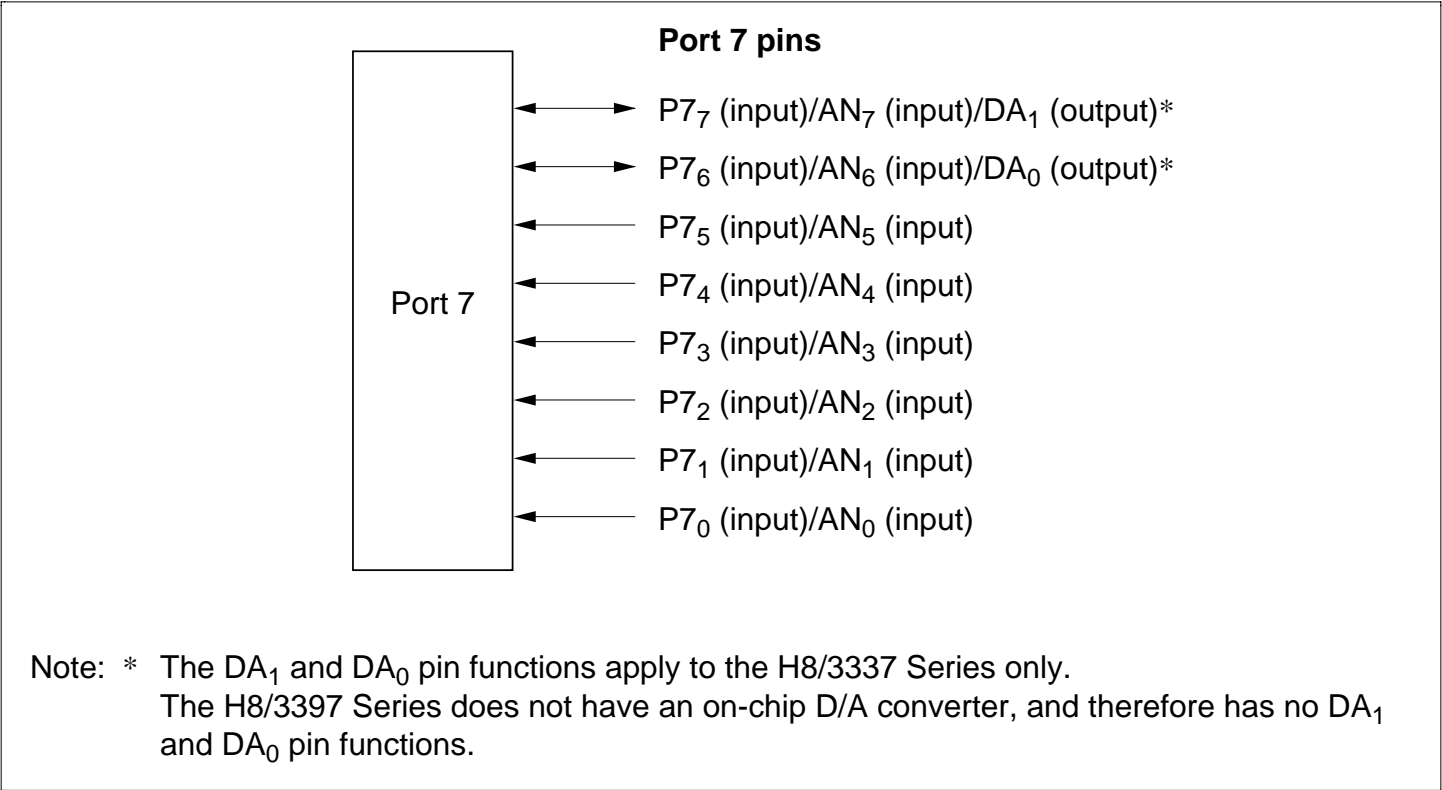 Port 7 pins
P7₇ (input)/AN₇ (input)/DA₁ (output)*
P7₆ (input)/AN₆ (input)/DA₀ (output)*
P7₅ (input)/AN₅ (input)
P7₄ (input)/AN₄ (input)
Port 7
P7₃ (input)/AN₃ (input)
P7₂ (input)/AN₂ (input)
P7₁ (input)/AN₁ (input)
P7₀ (input)/AN₀ (input)
Note: * The DA₁ and DA₀ pin functions apply to the H8/3337 Series only.
The H8/3397 Series does not have an on-chip D/A converter, and therefore has no DA₁
and DA₀ pin functions.